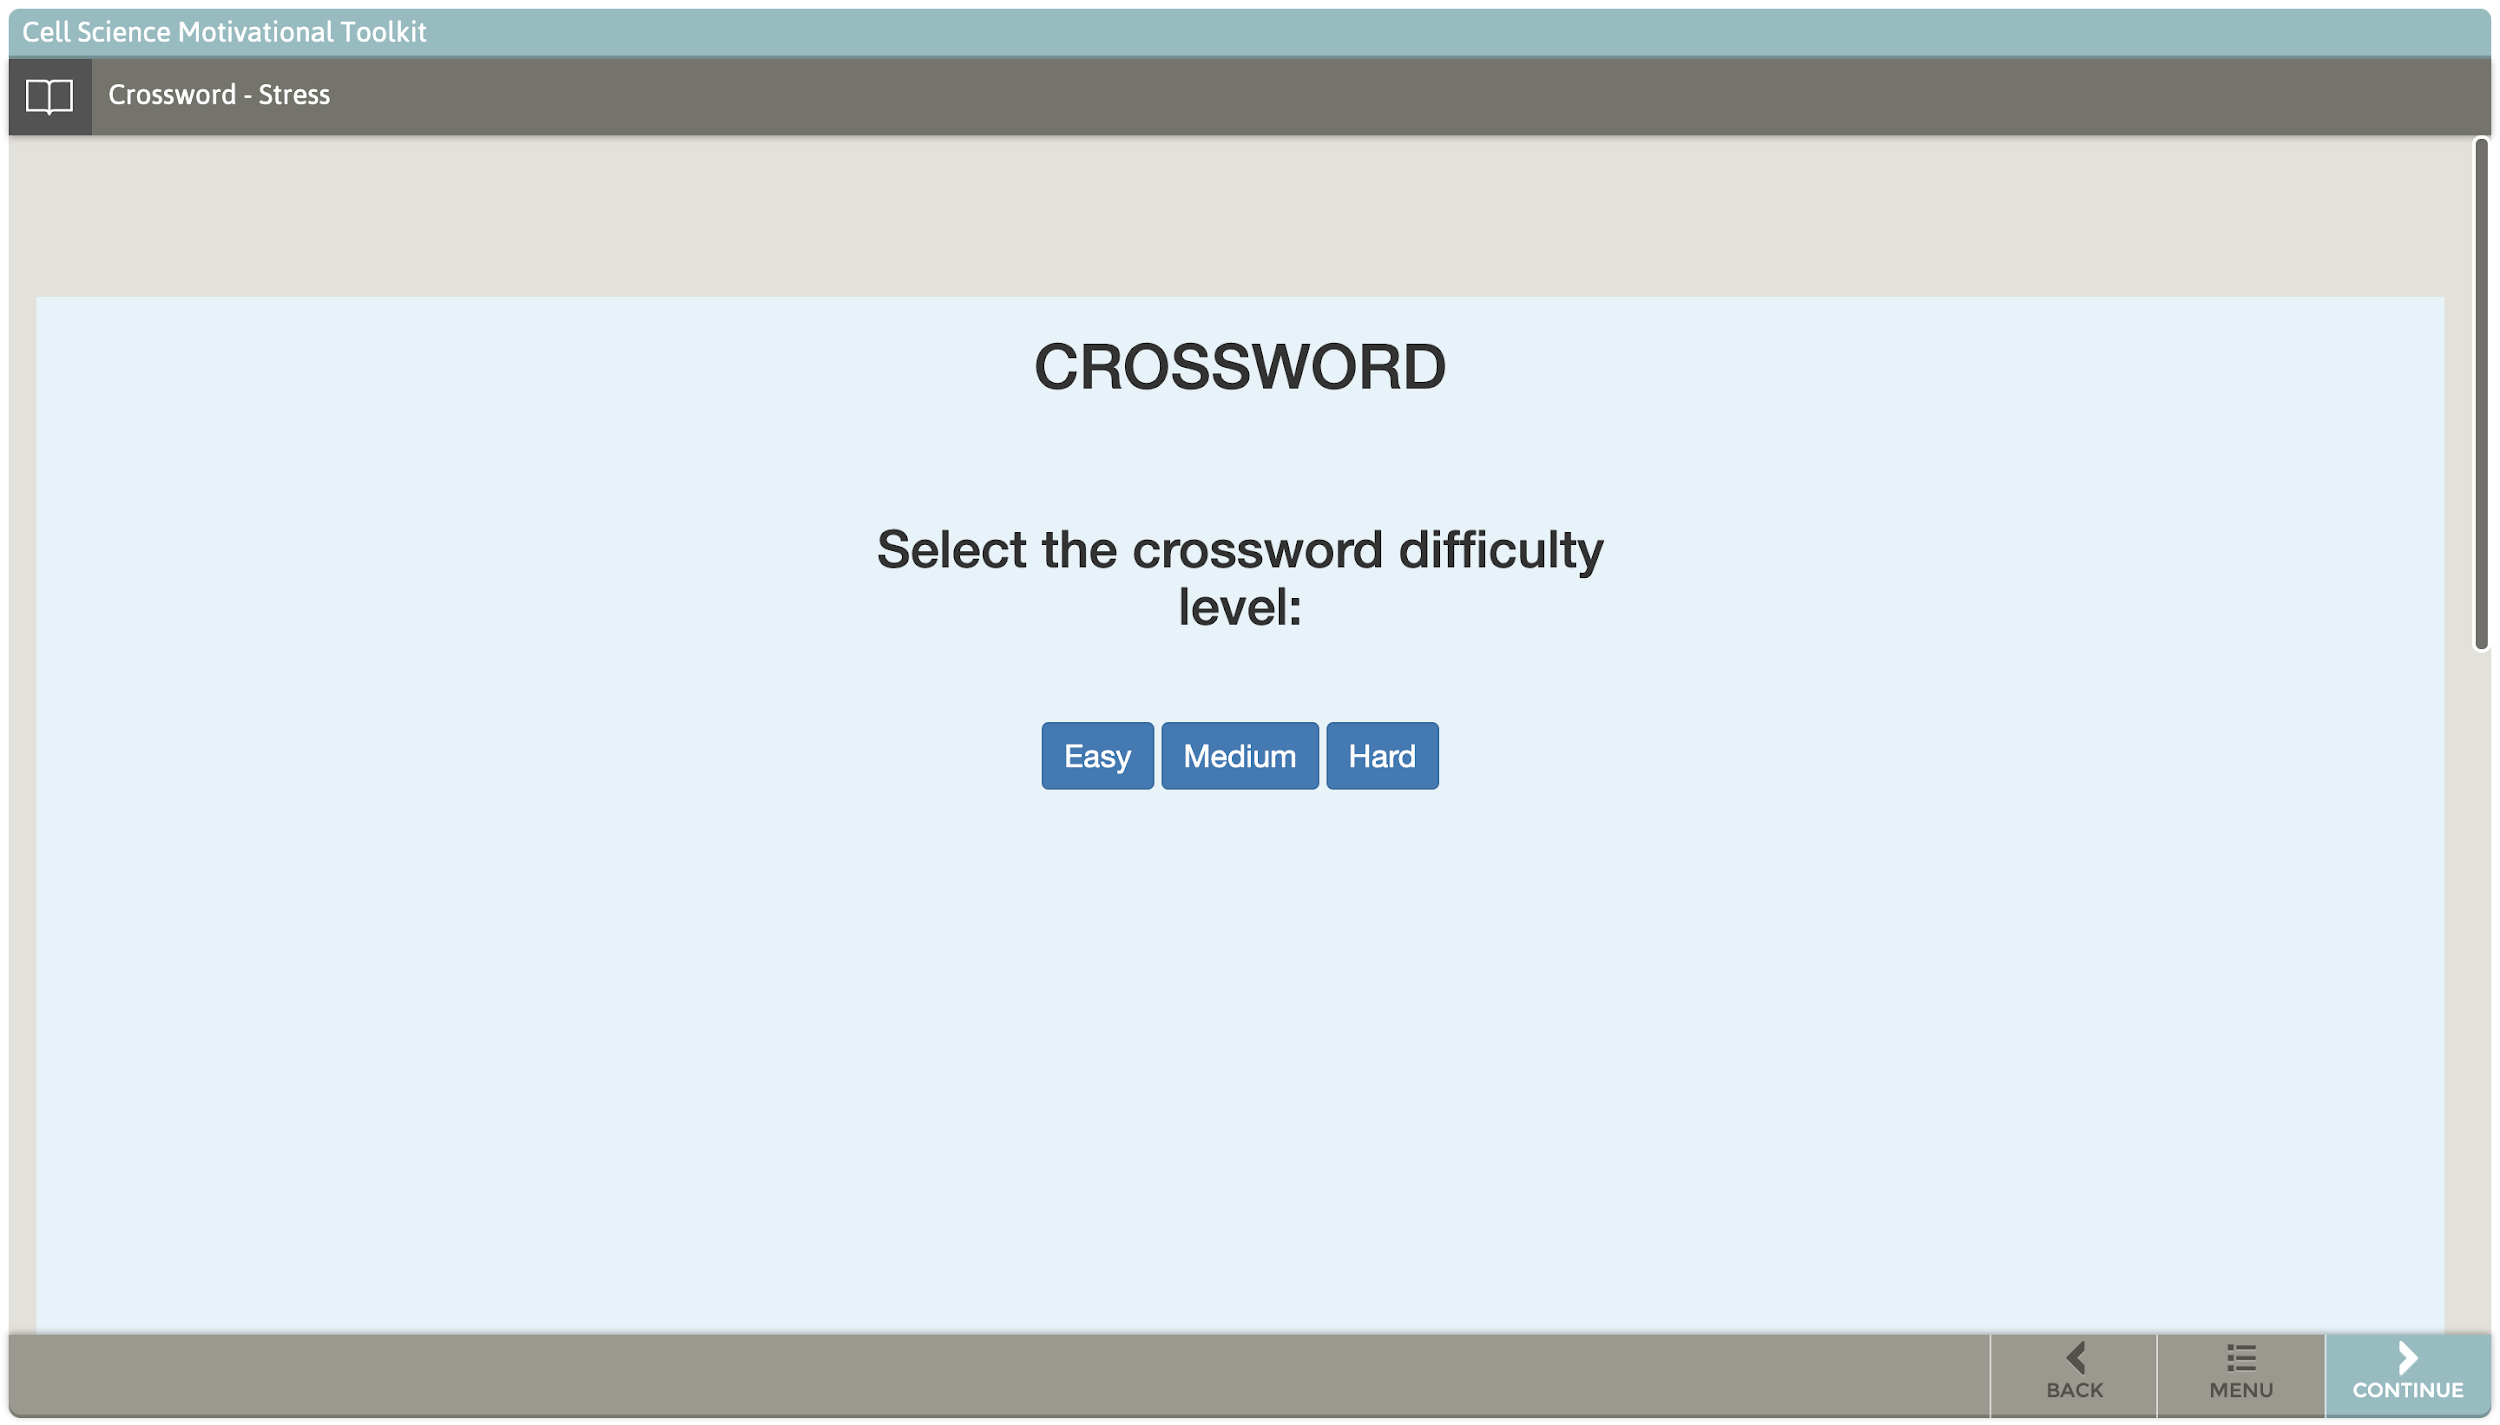 Cell Science Motivational Toolkit
Crossword - Stress
CROSSWORD
Select the crossword difficulty
level:
Easy Medium Hard
BACK MENU CONTINUE